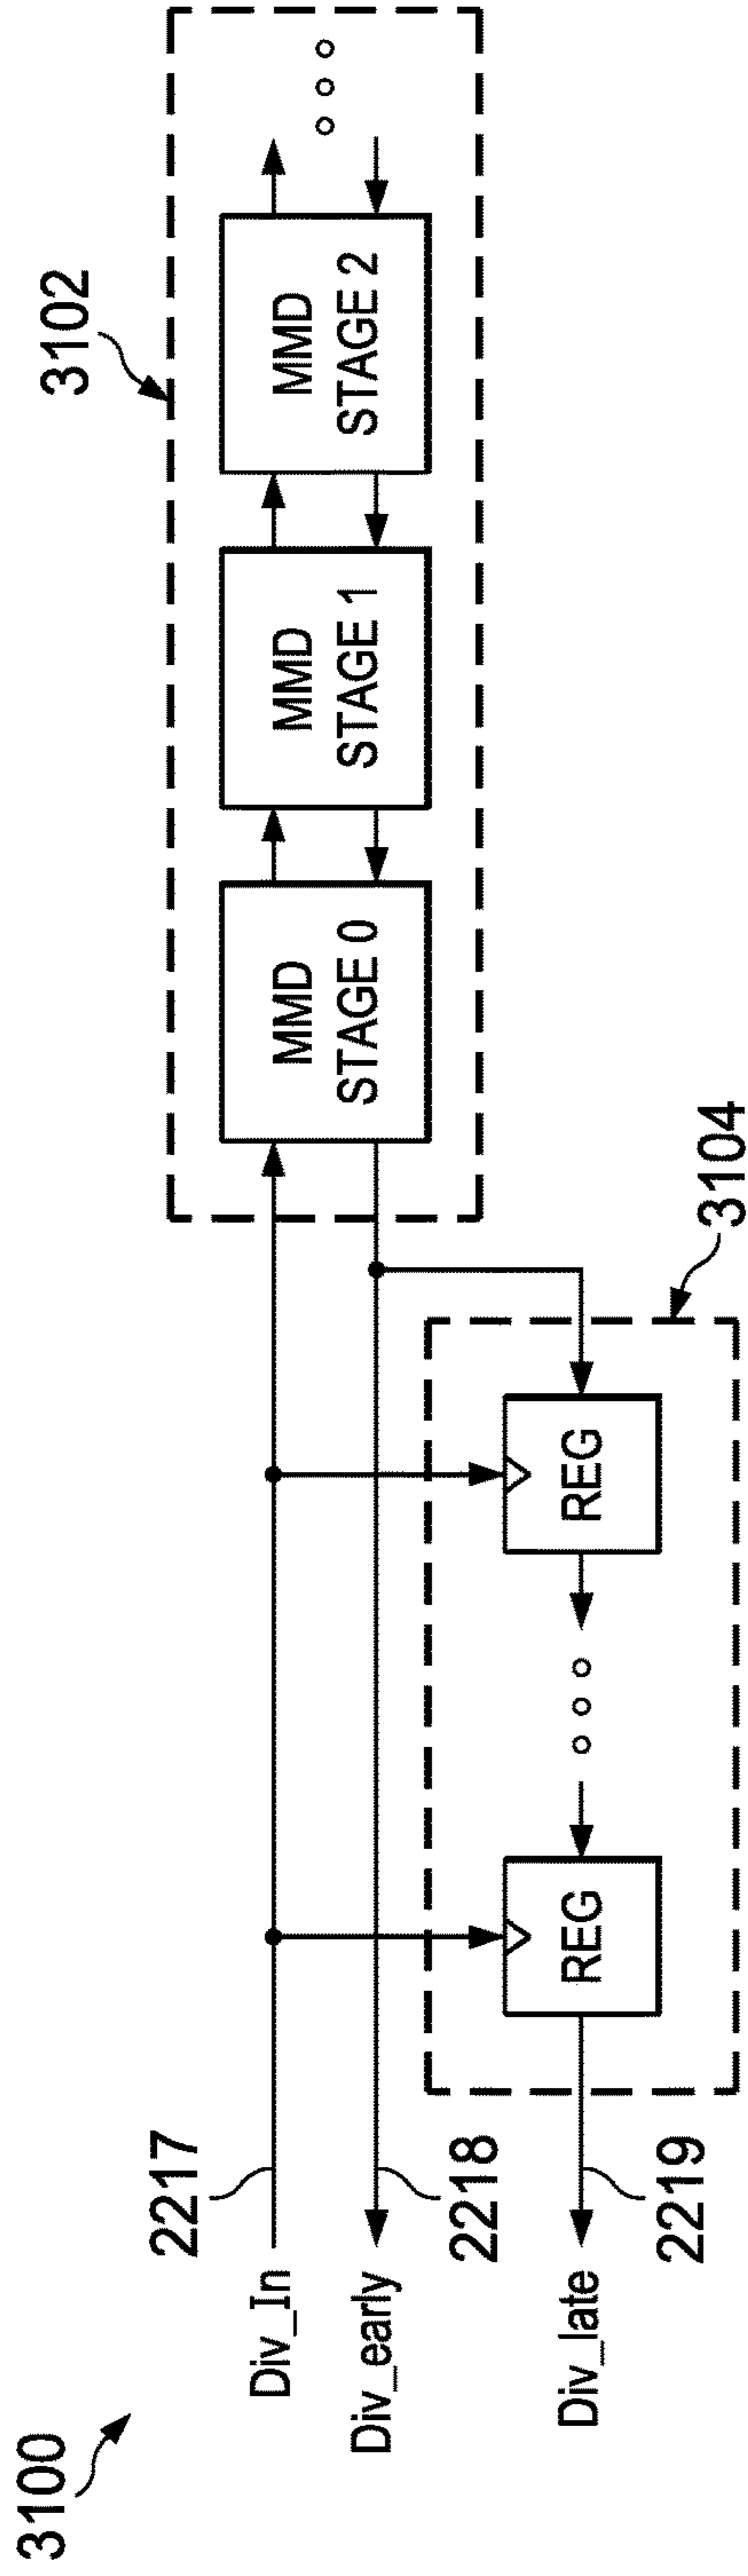 3100
3102
MMD
STAGE 0
MMD
STAGE 1
MMD
STAGE 2
Div_In
2217
Div_early
2218
Div_late
2219
REG
REG
3104